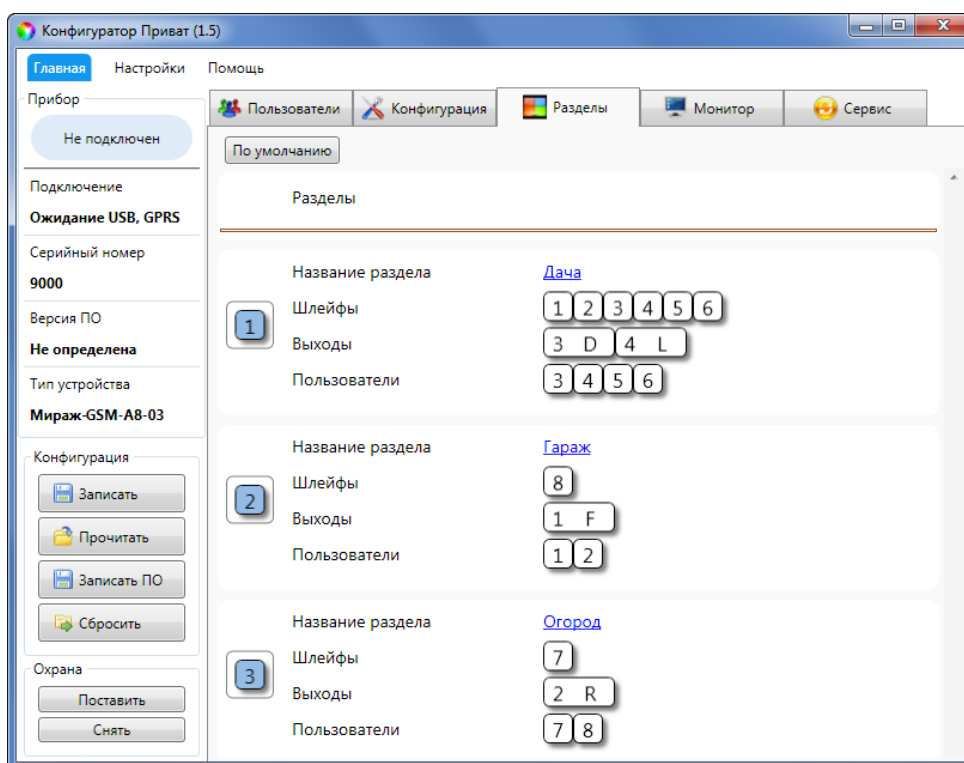 Конфигуратор Приват (1.5)
Главная Настройки Помощь
Прибор
Не подключен
Подключение
Ожидание USB, GPRS
Серийный номер
9000
Версия ПО
Не определена
Тип устройства
Мираж-GSM-A8-03
Конфигурация
Записать
Прочитать
Записать ПО
Сбросить
Охрана
Поставить
Снять
Пользователи Конфигурация Разделы Монитор Сервис
По умолчанию
Разделы
1
Название раздела Дача
Шлейфы 1 2 3 4 5 6
Выходы 3 D 4 L
Пользователи 3 4 5 6
2
Название раздела Гараж
Шлейфы 8
Выходы 1 F
Пользователи 1 2
3
Название раздела Огород
Шлейфы 7
Выходы 2 R
Пользователи 7 8